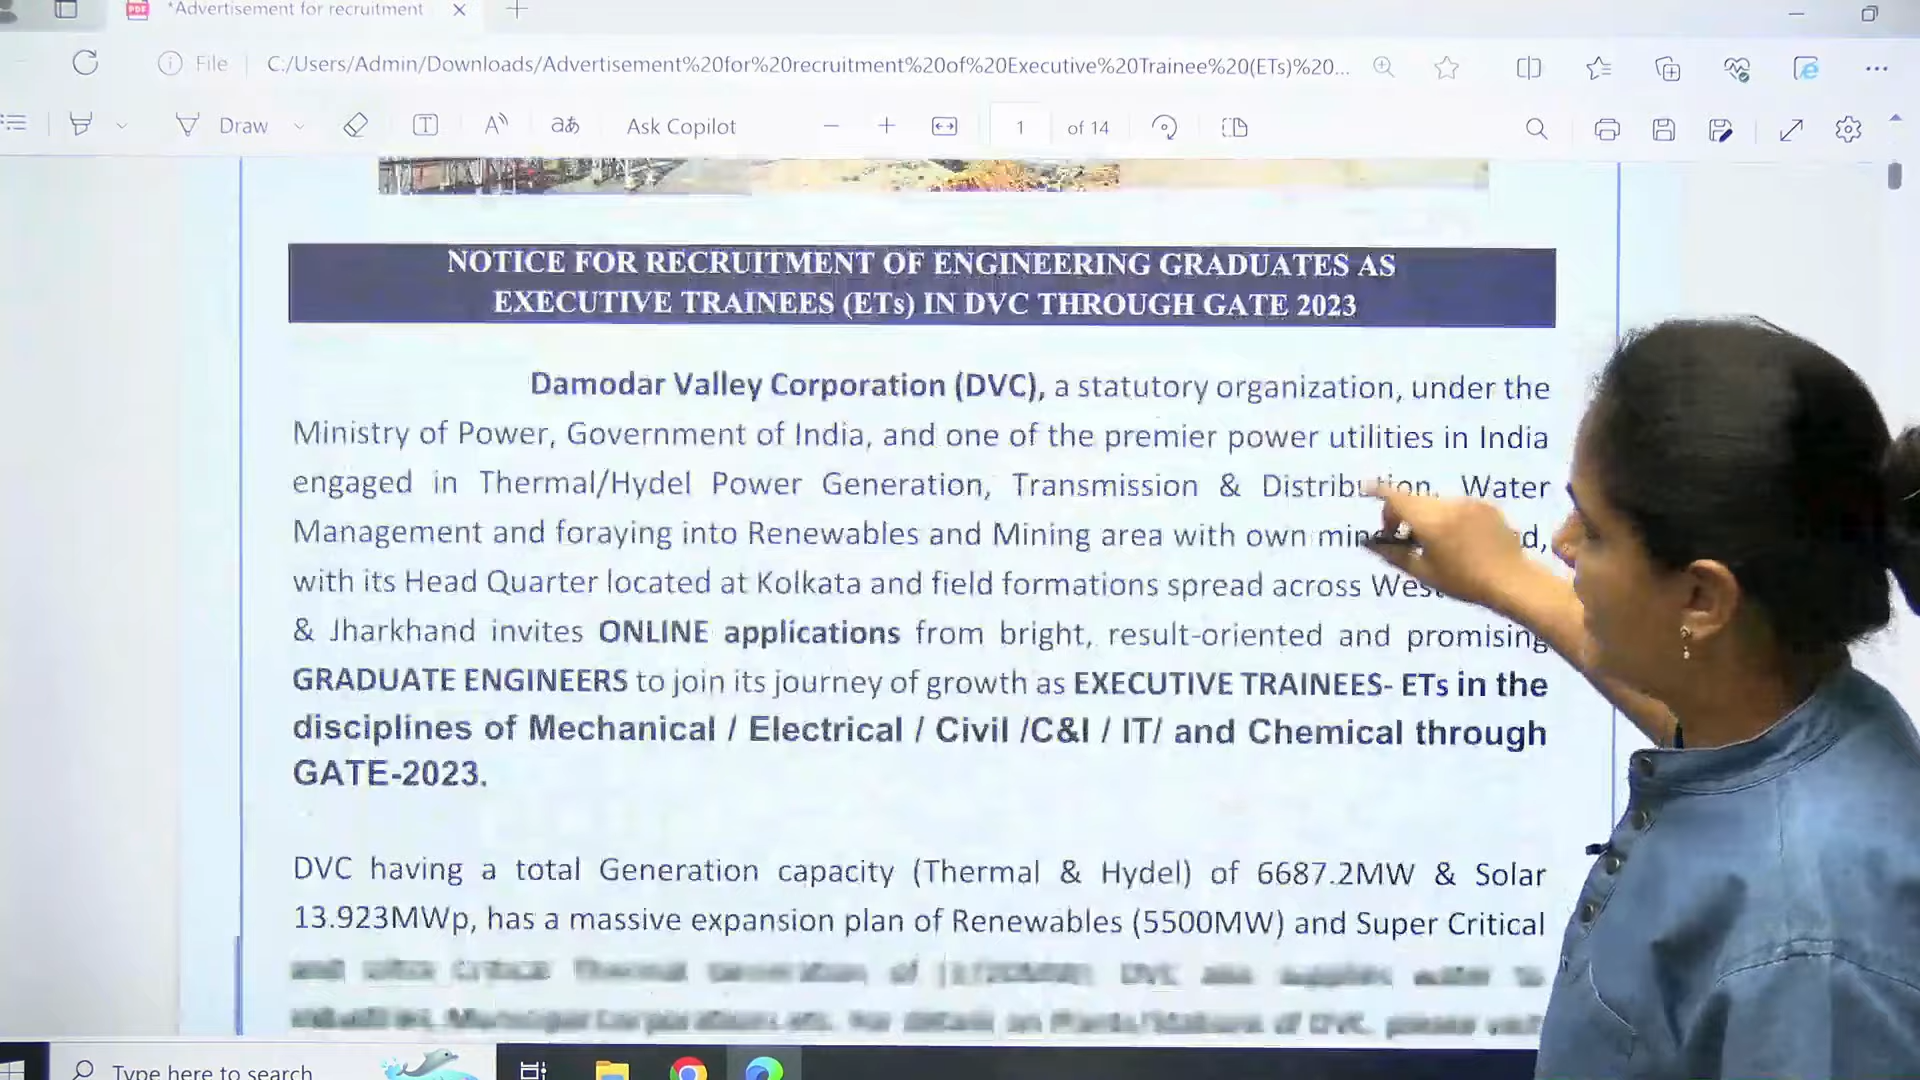 *Advertisement for recruitment
File C:/Users/Admin/Downloads/Advertisement%20for%20recruitment%20of%20Executive%20Trainee%20(ETs)%20...
Draw Ask Copilot 1 of 14
NOTICE FOR RECRUITMENT OF ENGINEERING GRADUATES AS
EXECUTIVE TRAINEES (ETs) IN DVC THROUGH GATE 2023
Damodar Valley Corporation (DVC), a statutory organization, under the
Ministry of Power, Government of India, and one of the premier power utilities in India
engaged in Thermal/Hydel Power Generation, Transmission & Distribution, Water
Management and foraying into Renewables and Mining area with own
with its Head Quarter located at Kolkata and field formations spread across
& Jharkhand invites ONLINE applications from bright, result-oriented and promising
GRADUATE ENGINEERS to join its journey of growth as EXECUTIVE TRAINEES- ETs in the
disciplines of Mechanical / Electrical / Civil /C&I / IT/ and Chemical through
GATE-2023.
DVC having a total Generation capacity (Thermal & Hydel) of 6687.2MW & Solar
13.923MWp, has a massive expansion plan of Renewables (5500MW) and Super Critical
Type here to search